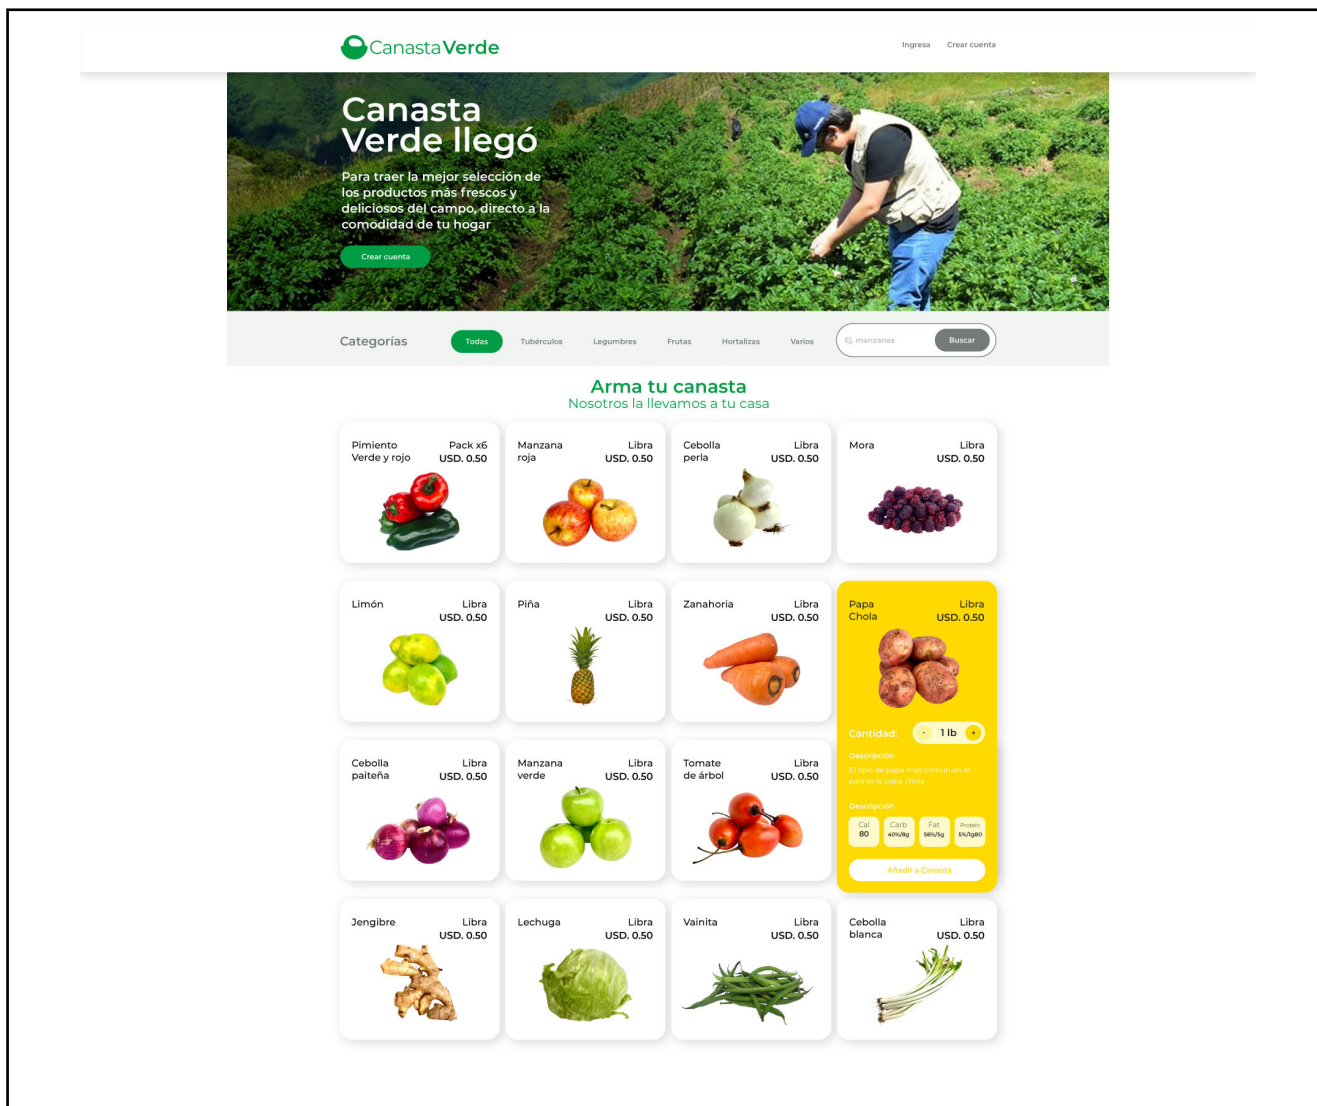 CanastaVerde
Ingresa Crear cuenta
Canasta
Verde llegó
Para traer la mejor selección de
los productos más frescos y
deliciosos del campo, directo a la
comodidad de tu hogar
Crear cuenta
Categorías Todas Tubérculos Legumbres Frutas Hortalizas Varios Ej. manzanas Buscar
Arma tu canasta
Nosotros la llevamos a tu casa
Pimiento Pack x6
Verde y rojo USD. 0.50
Manzana Libra
roja USD. 0.50
Cebolla Libra
perla USD. 0.50
Mora Libra
USD. 0.50
Limón Libra
USD. 0.50
Piña Libra
USD. 0.50
Zanahoria Libra
USD. 0.50
Papa Libra
Chola USD. 0.50
Cantidad: - 1 lb +
Descripción
El tipo de papa más común en el
país es la papa chola
Descripción
Cal Carb Fat Protein
80 40%/8g 56%/5g 5%/1g80
Añadir a Canasta
Cebolla Libra
paiteña USD. 0.50
Manzana Libra
verde USD. 0.50
Tomate Libra
de árbol USD. 0.50
Jengibre Libra
USD. 0.50
Lechuga Libra
USD. 0.50
Vainita Libra
USD. 0.50
Cebolla Libra
blanca USD. 0.50